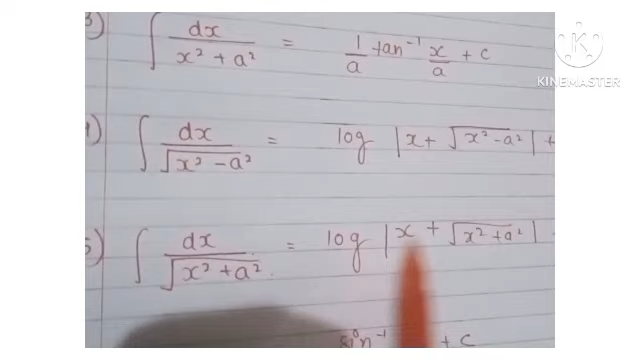 3) ∫ dx / x² + a² = 1/a tan⁻¹ x/a + c
KINEMASTER
4) ∫ dx / √x² - a² = log |x + √x² - a²| +
5) ∫ dx / √x² + a² = log |x + √x² + a²|
sin⁻¹ + c